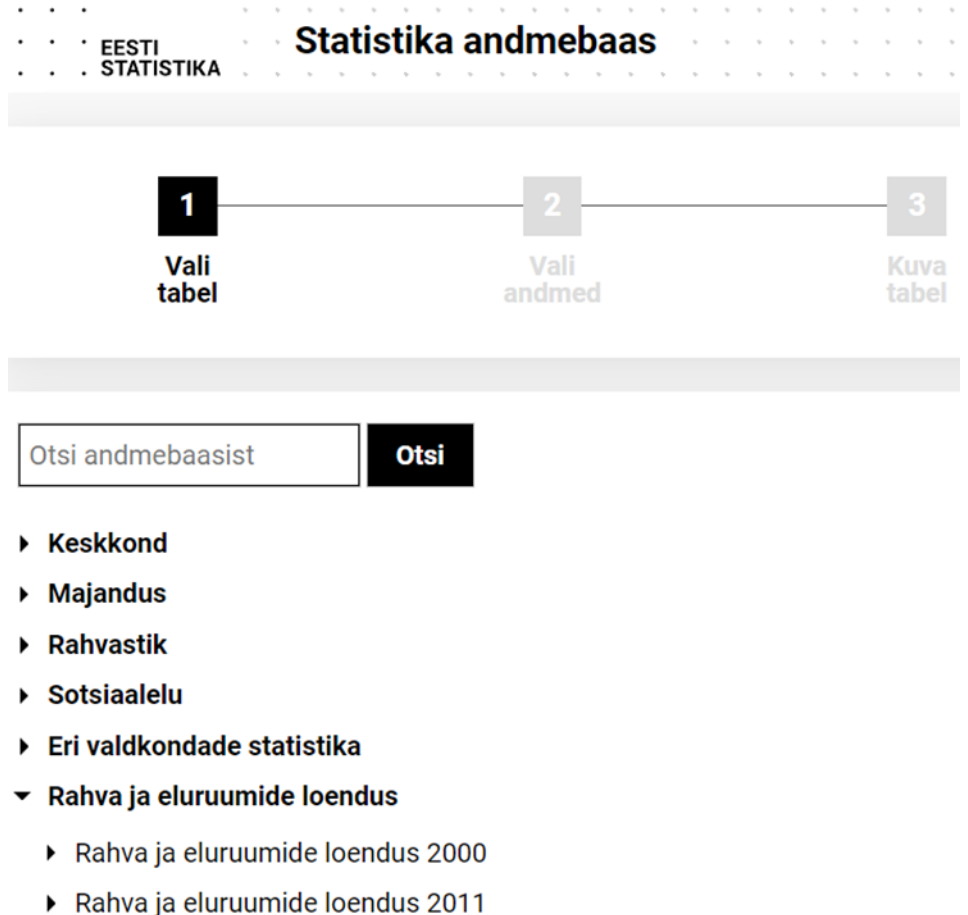 EESTI
STATISTIKA
Statistika andmebaas
1
2
3
Vali
tabel
Vali
andmed
Kuva
tabel
Otsi andmebaasist
Otsi
Keskkond
Majandus
Rahvastik
Sotsiaalelu
Eri valdkondade statistika
Rahva ja eluruumide loendus
Rahva ja eluruumide loendus 2000
Rahva ja eluruumide loendus 2011